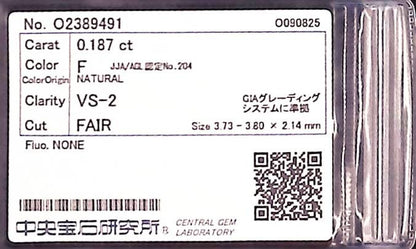 No. O2389491 O090825
Carat 0.187 ct
Color F JJA/AGL 認定No.204
ColorOrigin NATURAL
Clarity VS-2 GIAグレーディング
システムに準拠
Cut FAIR Size 3.73 - 3.80 × 2.14 mm
Fluo. NONE
中央宝石研究所® CENTRAL GEM
LABORATORY